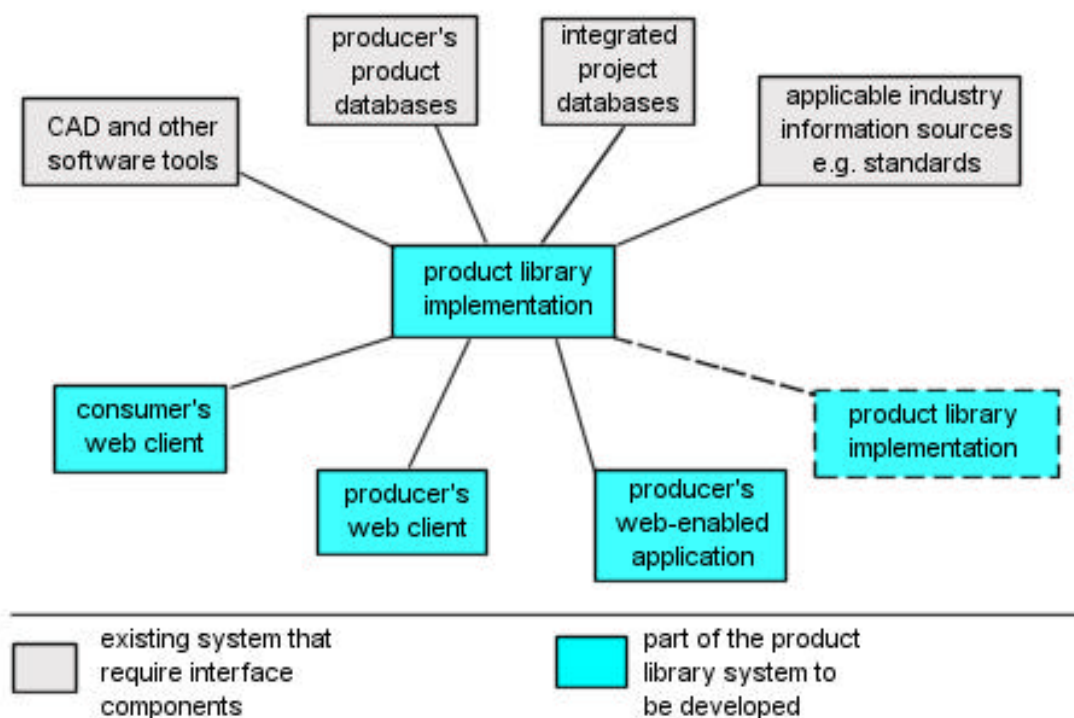 producer's
product
databases
integrated
project
databases
applicable industry
information sources
e.g. standards
CAD and other
software tools
product library
implementation
consumer's
web client
product library
implementation
producer's
web client
producer's
web-enabled
application
existing system that
require interface
components
part of the product
library system to
be developed